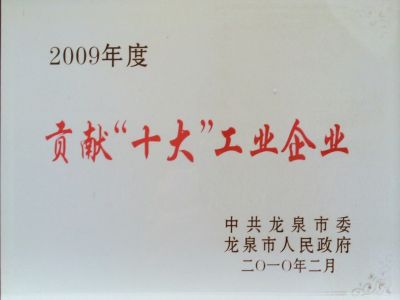 2009年度
贡献“十大”工业企业
中共龙泉市委
龙泉市人民政府
二〇一〇年二月